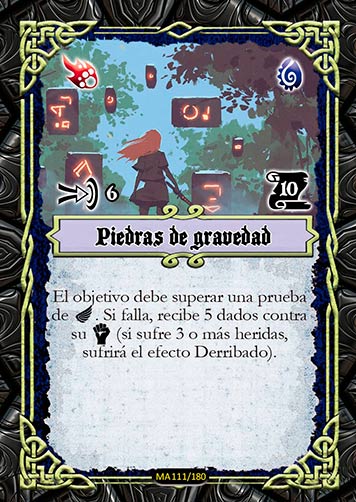 6
10
Piedras de gravedad
El objetivo debe superar una prueba
de . Si falla, recibe 5 dados contra
su (si sufre 3 o más heridas,
sufrirá el efecto Derribado).
MA111/180